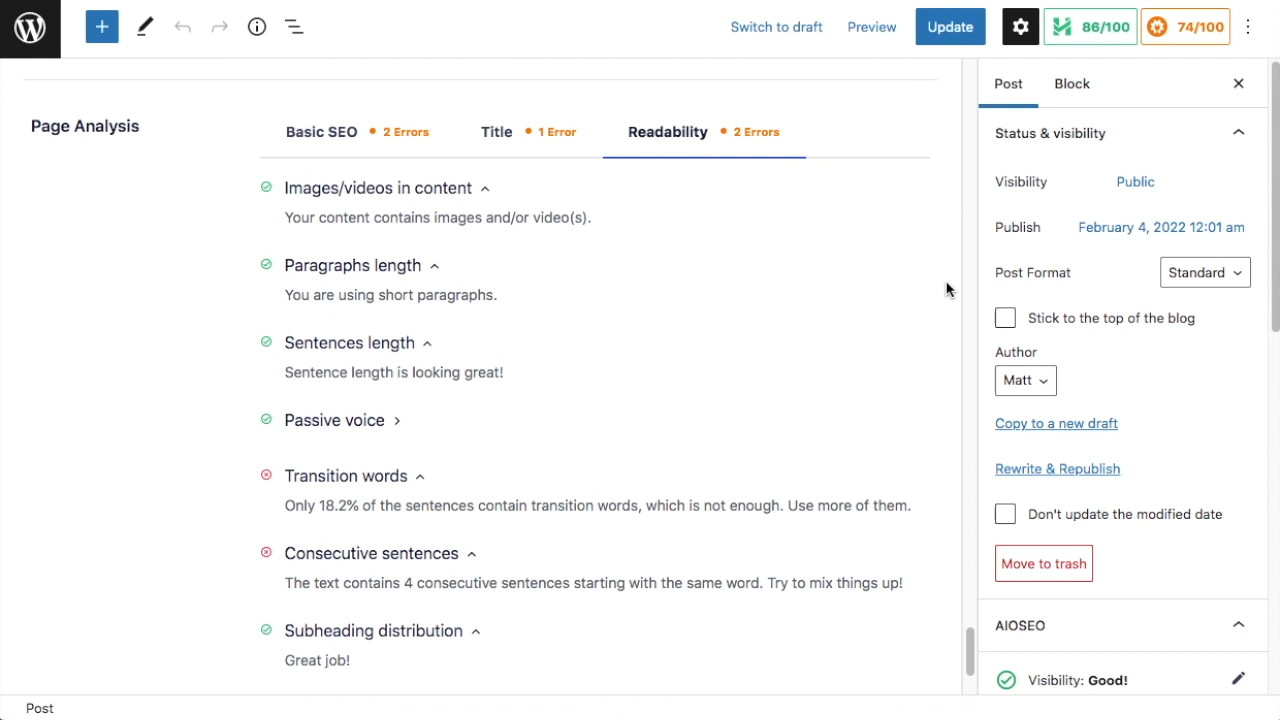 Switch to draft
Preview
Update
86/100
74/100
Page Analysis
Basic SEO 2 Errors
Title 1 Error
Readability 2 Errors
Images/videos in content
Your content contains images and/or video(s).
Paragraphs length
You are using short paragraphs.
Sentences length
Sentence length is looking great!
Passive voice
Transition words
Only 18.2% of the sentences contain transition words, which is not enough. Use more of them.
Consecutive sentences
The text contains 4 consecutive sentences starting with the same word. Try to mix things up!
Subheading distribution
Great job!
Post
Block
Status & visibility
Visibility Public
Publish February 4, 2022 12:01 am
Post Format Standard
Stick to the top of the blog
Author
Matt
Copy to a new draft
Rewrite & Republish
Don't update the modified date
Move to trash
AIOSEO
Visibility: Good!
Post